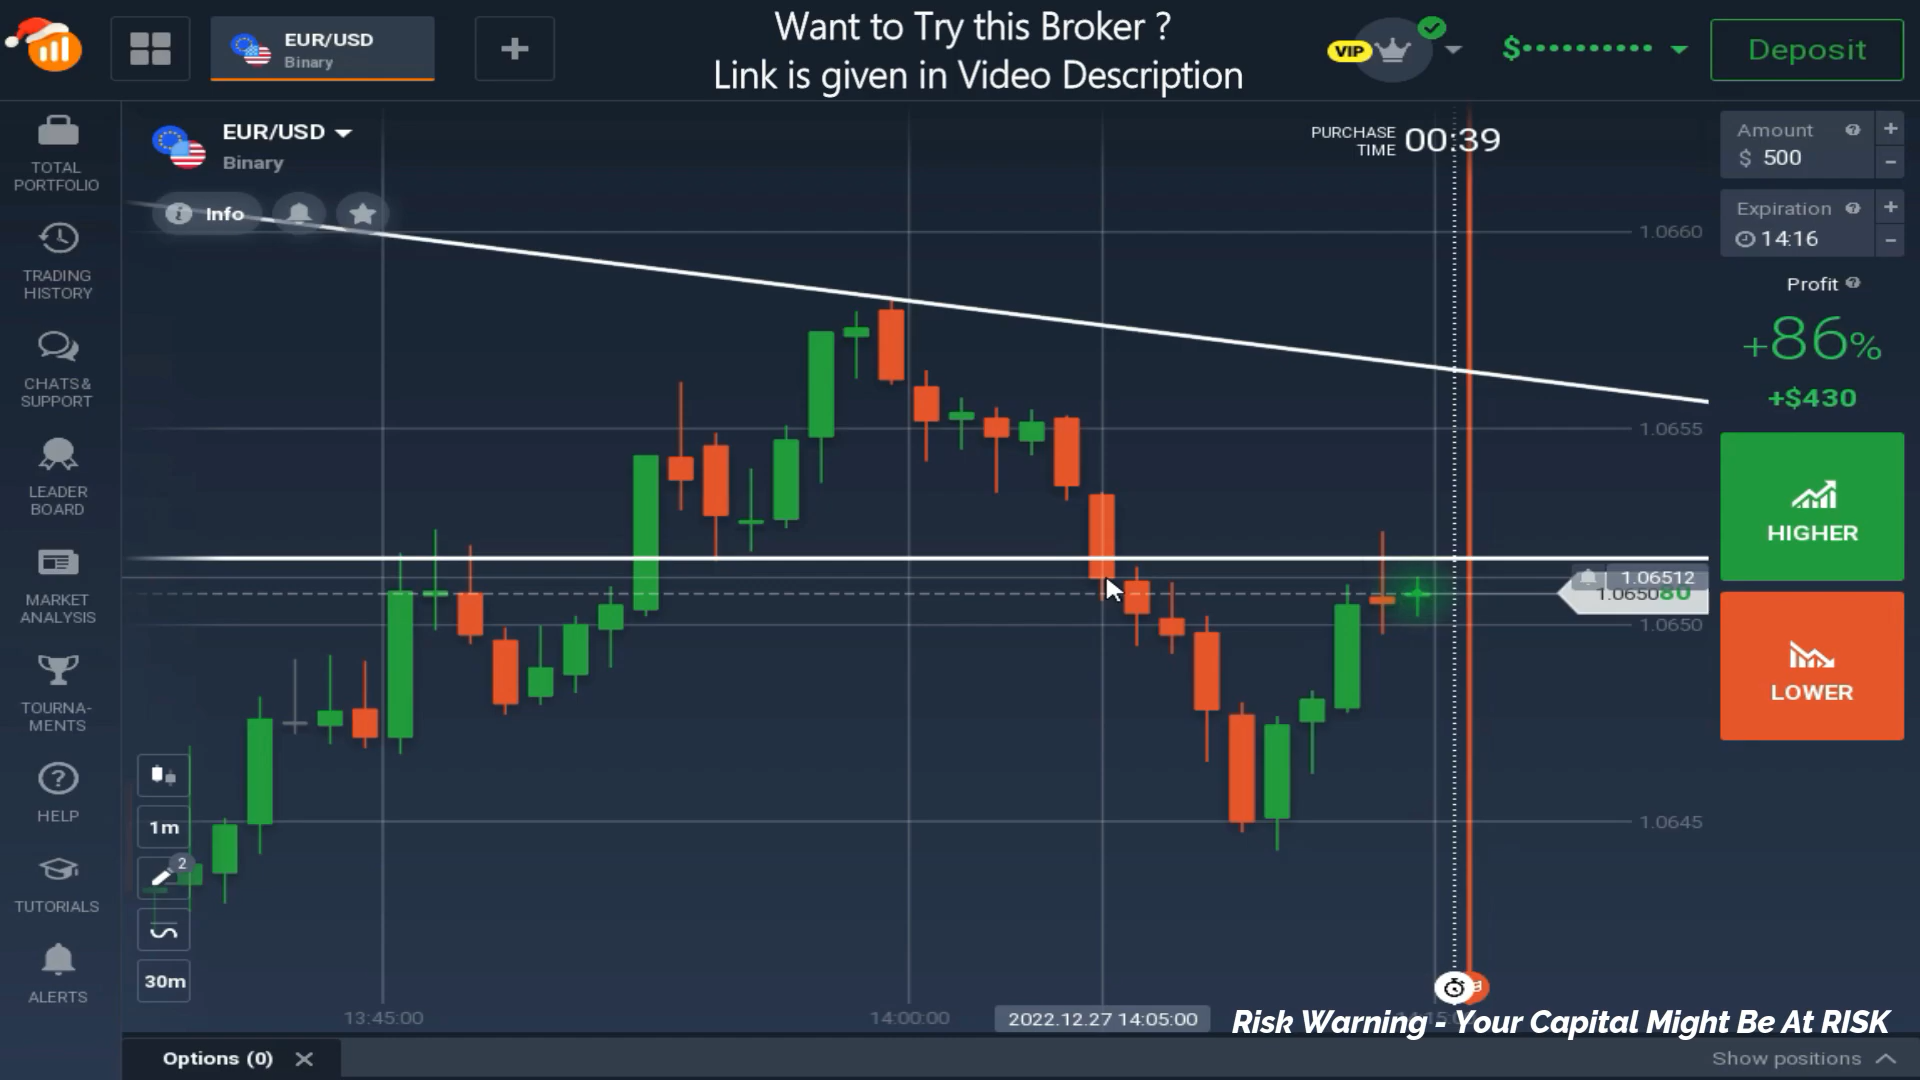 Want to Try this Broker ?
Link is given in Video Description
EUR/USD
Binary
VIP
$
Deposit
EUR/USD
Binary
Info
PURCHASE
TIME
00:39
TOTAL
PORTFOLIO
TRADING
HISTORY
CHATS &
SUPPORT
LEADER
BOARD
MARKET
ANALYSIS
TOURNA-
MENTS
HELP
TUTORIALS
ALERTS
1m
2
30m
1.0660
1.0655
1.06512
1.065080
1.0650
1.0645
Amount
$ 500
+
-
Expiration
14:16
+
-
Profit
+86%
+$430
HIGHER
LOWER
13:45:00
14:00:00
2022.12.27 14:05:00
Risk Warning - Your Capital Might Be At RISK
Options (0)
Show positions